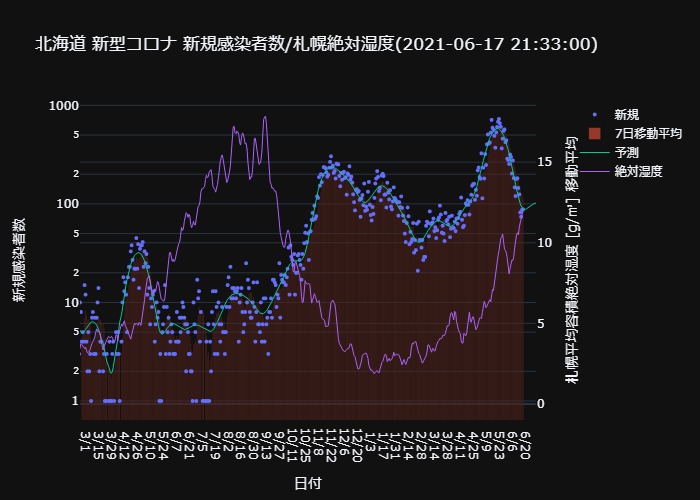 北海道 新型コロナ 新規感染者数/札幌絶対湿度(2021-06-17 21:33:00)
新規感染者数
1000
5
2
100
5
2
10
5
2
1
15
10
5
0
札幌平均容積絶対湿度 [g/m³] 移動平均
新規
7日移動平均
予測
絶対湿度
3/1 3/15 3/29 4/12 4/26 5/10 5/24 6/7 6/21 7/5 7/19 8/2 8/16 8/30 9/13 9/27 10/11 10/25 11/8 11/22 12/6 12/20 1/3 1/17 1/31 2/14 2/28 3/14 3/28 4/11 4/25 5/9 5/23 6/6 6/20
日付